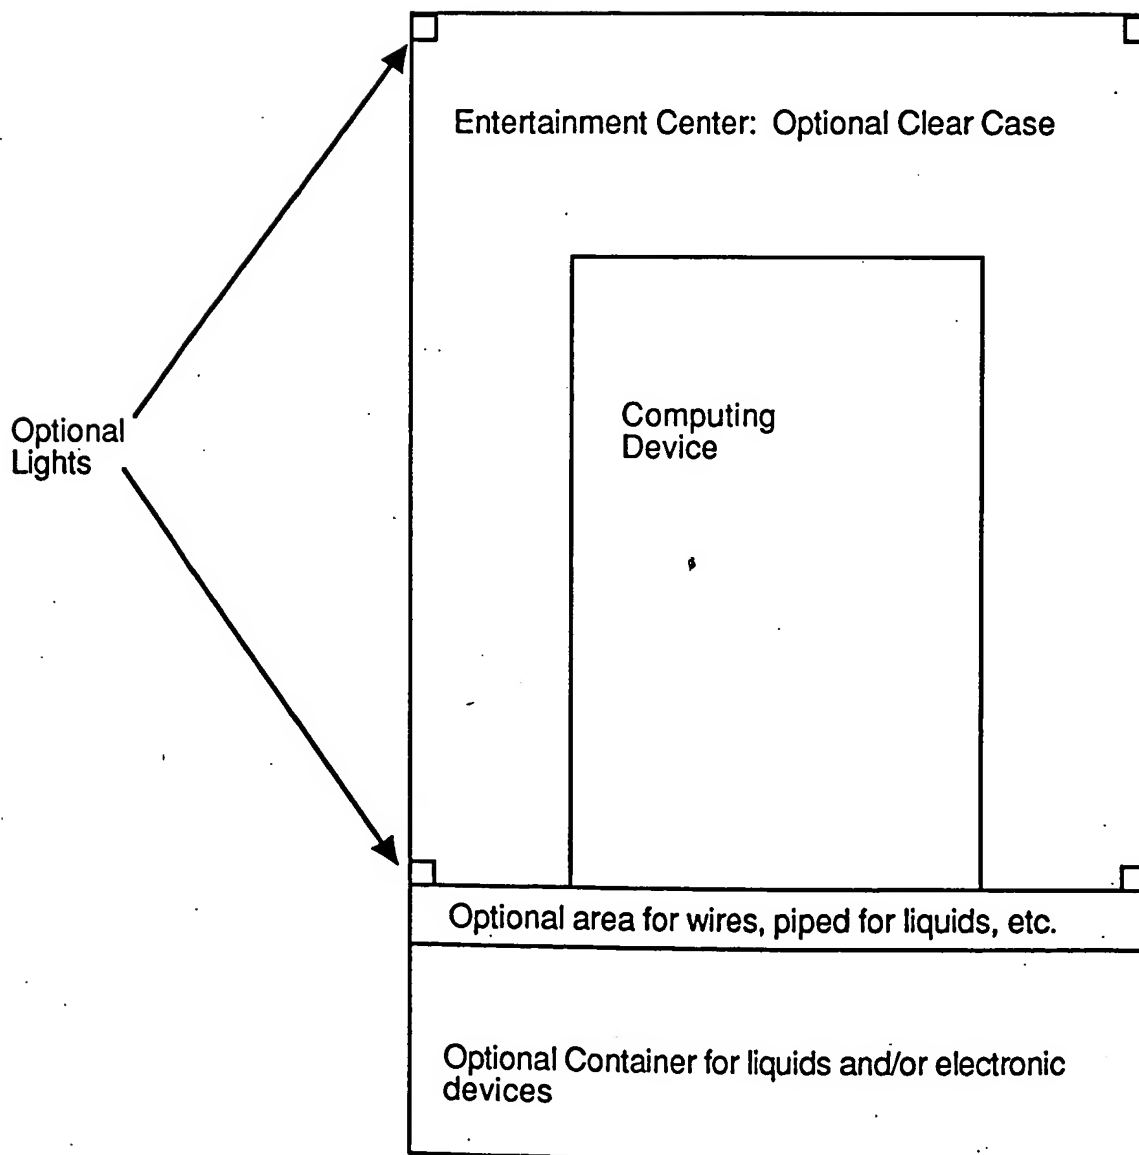 Entertainment Center: Optional Clear Case
Optional
Lights
Computing
Device
Optional area for wires, piped for liquids, etc.
Optional Container for liquids and/or electronic
devices